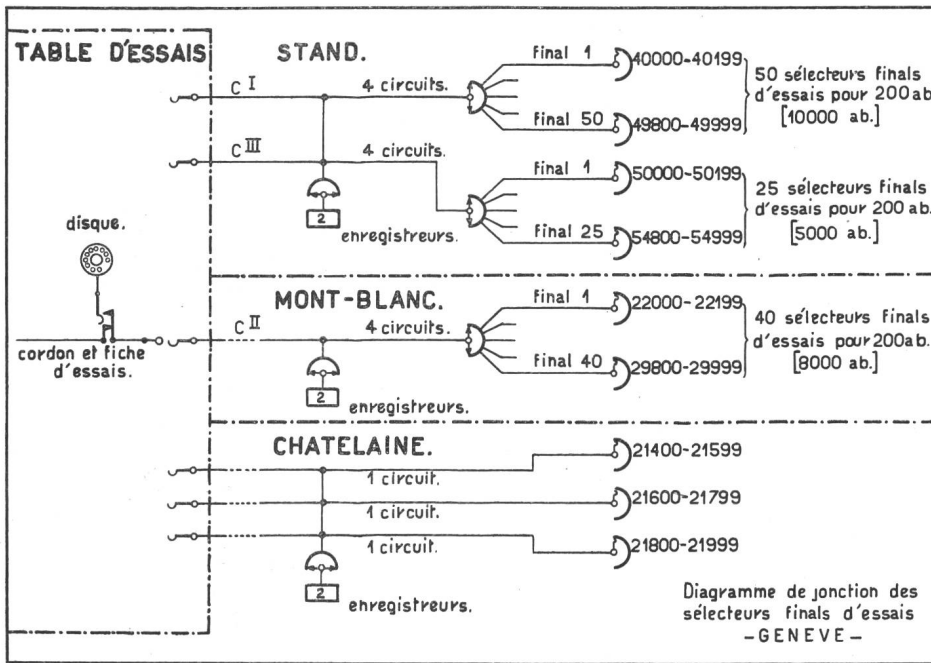 TABLE D'ESSAIS
STAND.
C I
4 circuits.
final 1
40000-40199
final 50
49800-49999
50 sélecteurs finals
d'essais pour 200 ab
[10000 ab.]
C III
4 circuits.
final 1
50000-50199
final 25
54800-54999
25 sélecteurs finals
d'essais pour 200 ab.
[5000 ab.]
2
enregistreurs.
disque.
cordon et fiche
d'essais.
MONT-BLANC.
C II
4 circuits.
final 1
22000-22199
final 40
29800-29999
40 sélecteurs finals
d'essais pour 200ab.
[8000 ab.]
2
enregistreurs.
CHATELAINE.
1 circuit.
21400-21599
1 circuit.
21600-21799
1 circuit.
21800-21999
2
enregistreurs.
Diagramme de jonction des
sélecteurs finals d'essais
-GENEVE-